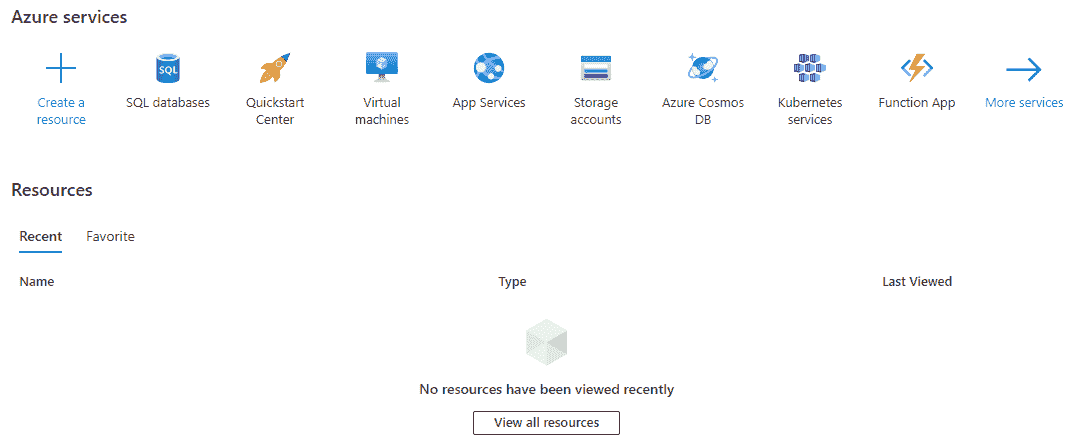 Azure services
SQL
Create a resource
SQL databases
Quickstart Center
Virtual machines
App Services
Storage accounts
Azure Cosmos DB
Kubernetes services
Function App
More services
Resources
Recent Favorite
Name Type Last Viewed
No resources have been viewed recently
View all resources